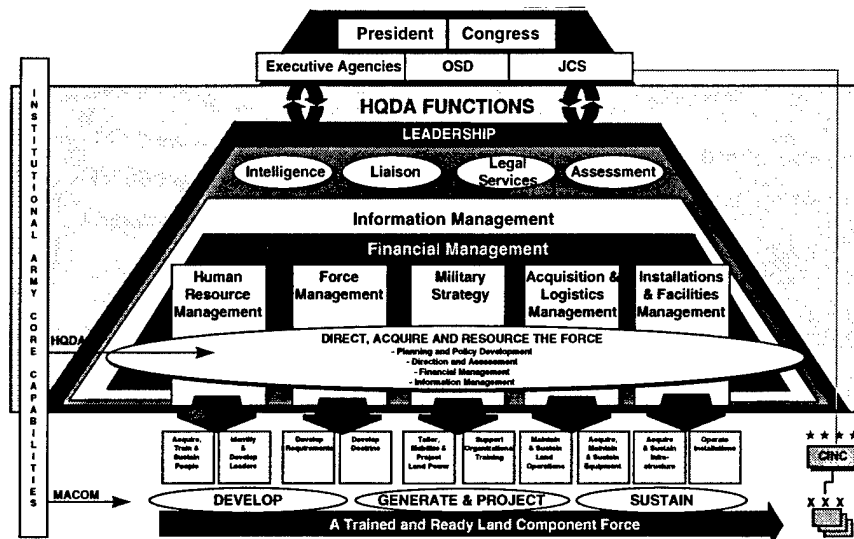 President Congress
Executive Agencies OSD JCS
HQDA FUNCTIONS
LEADERSHIP
Intelligence
Liaison
Legal
Services
Assessment
Information Management
Financial Management
Human
Resource
Management
Force
Management
Military
Strategy
Acquisition &
Logistics
Management
Installations
& Facilities
Management
DIRECT, ACQUIRE AND RESOURCE THE FORCE
- Planning and Policy Development
- Direction and Assessment
- Financial Management
- Information Management
INSTITUTIONAL ARMY CORE CAPABILITIES
HQDA
MACOM
Acquire,
Train &
Sustain
People
Identify
&
Develop
Leaders
Develop
Requirements
Develop
Doctrine
Tailor,
Mobilize &
Project
Land Power
Support
Organizational
Training
Maintain
& Sustain
Land
Operations
Acquire,
Maintain
& Sustain
Equipment
Acquire
& Sustain
Infra-
structure
Operate
Installations
DEVELOP
GENERATE & PROJECT
SUSTAIN
A Trained and Ready Land Component Force
CINC
X X X